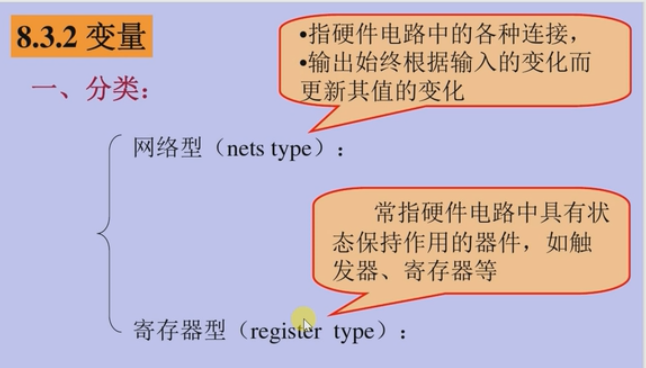 8.3.2 变量
•指硬件电路中的各种连接，
•输出始终根据输入的变化而
更新其值的变化
一、分类：
网络型（nets type）：
常指硬件电路中具有状
态保持作用的器件，如触
发器、寄存器等
寄存器型（register type）：